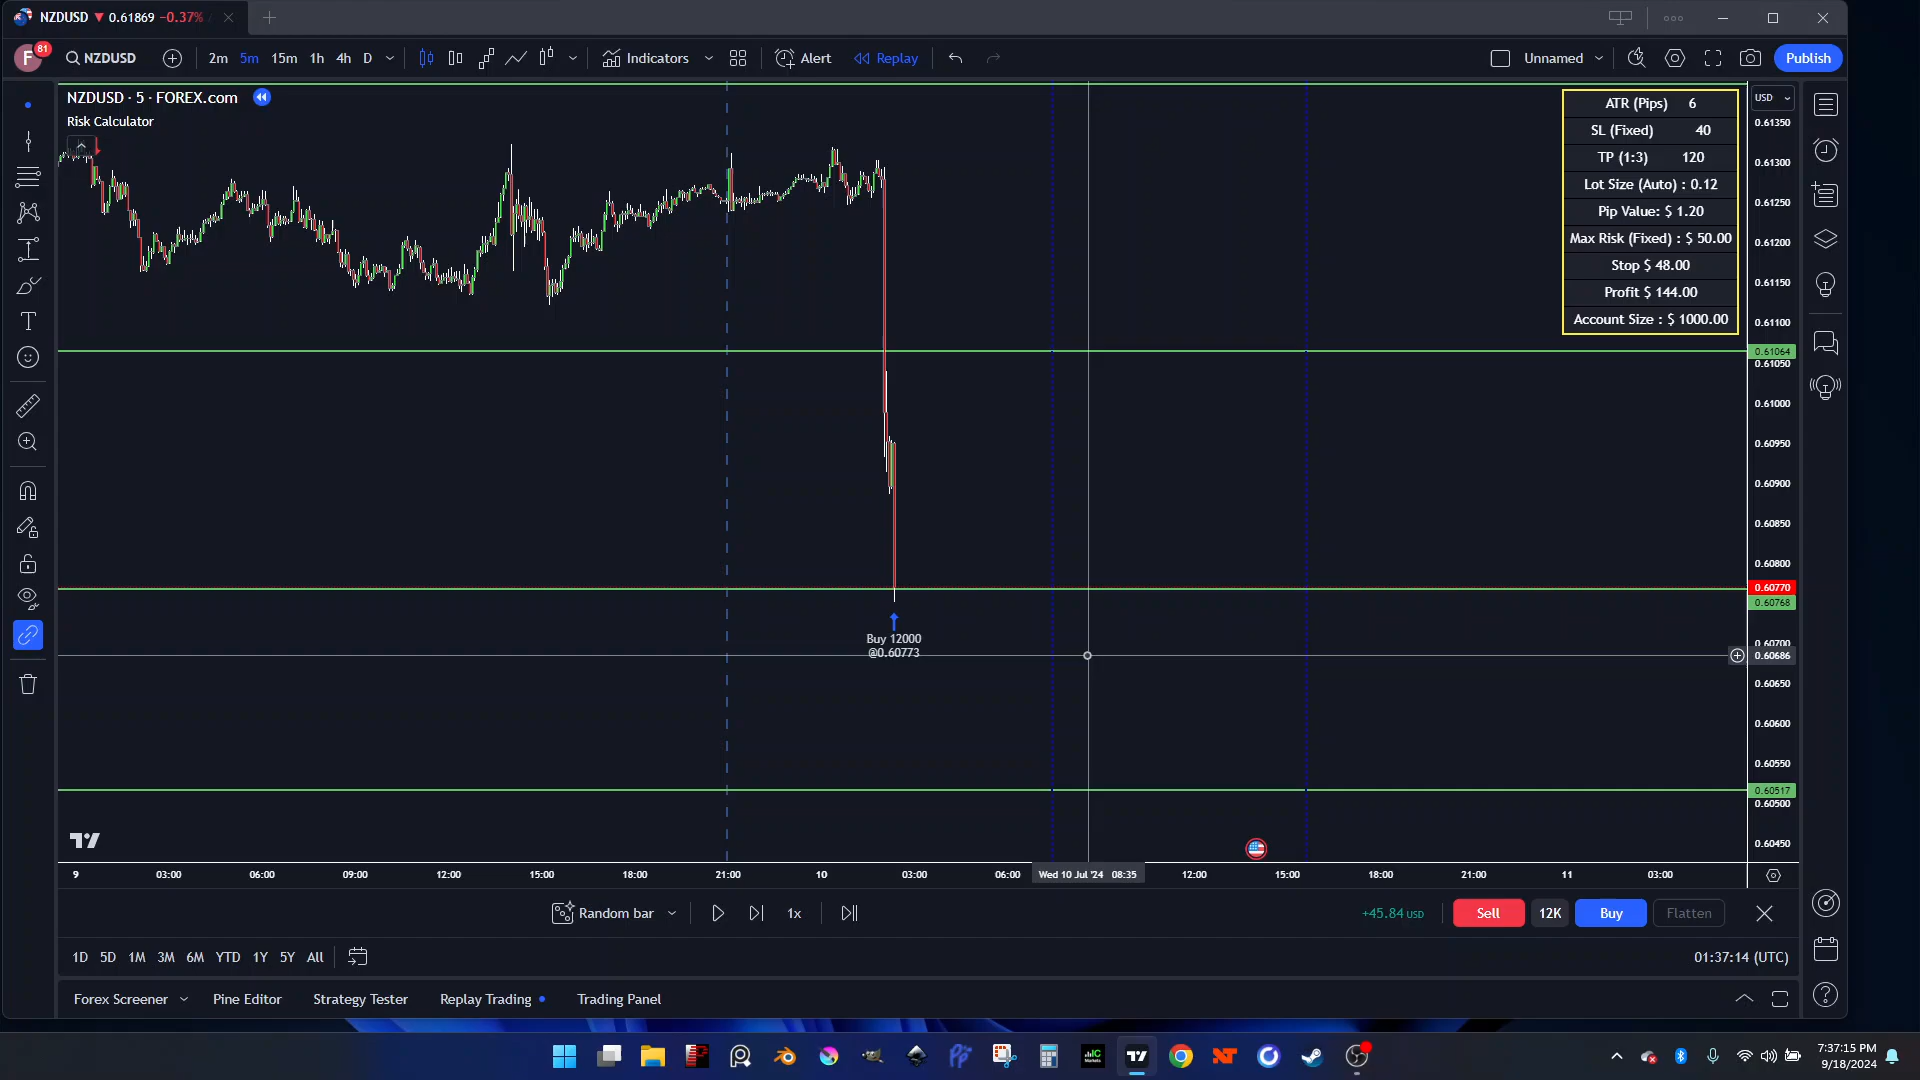 NZDUSD ▼ 0.61869 −0.37%
F 81 NZDUSD 2m 5m 15m 1h 4h D Indicators Alert Replay Unnamed Publish
NZDUSD · 5 · FOREX.com
Risk Calculator
ATR (Pips) 6
SL (Fixed) 40
TP (1:3) 120
Lot Size (Auto) : 0.12
Pip Value: $ 1.20
Max Risk (Fixed) : $ 50.00
Stop $ 48.00
Profit $ 144.00
Account Size : $ 1000.00
USD
0.61350
0.61300
0.61250
0.61200
0.61150
0.61100
0.61064
0.61050
0.61000
0.60950
0.60900
0.60850
0.60800
0.60770
0.60768
0.60700
0.60686
0.60650
0.60600
0.60550
0.60517
0.60500
0.60450
Buy 12000
@0.60773
9 03:00 06:00 09:00 12:00 15:00 18:00 21:00 10 03:00 06:00 Wed 10 Jul '24 08:35 12:00 15:00 18:00 21:00 11 03:00
Random bar 1x +45.84 USD Sell 12K Buy Flatten
1D 5D 1M 3M 6M YTD 1Y 5Y All 01:37:14 (UTC)
Forex Screener Pine Editor Strategy Tester Replay Trading Trading Panel
7:37:15 PM
9/18/2024